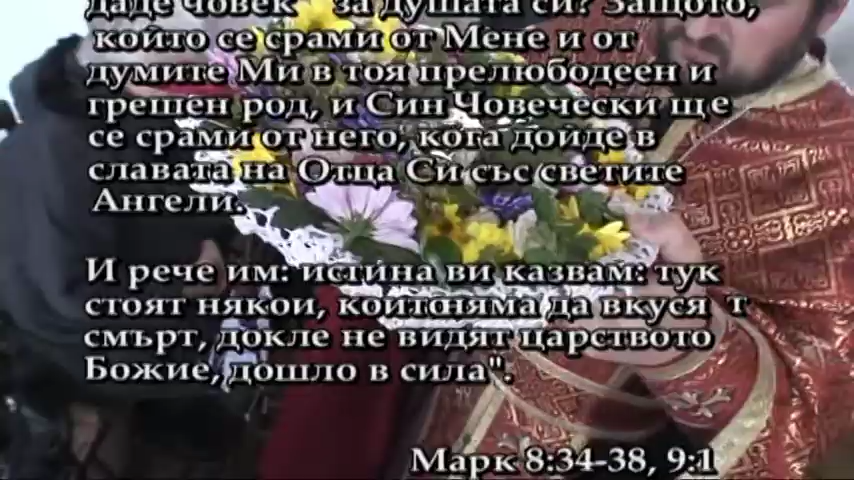 даде човек за душата си? Защото,
който се срами от Мене и от
думите Ми в тоя прелюбодеен и
грешен род, и Син Човечески ще
се срами от него, кога дойде в
славата на Отца Си със светите
Ангели.
И рече им: истина ви казвам: тук
стоят някои, които няма да вкуся т
смърт, докле не видят царството
Божие, дошло в сила".
Марк 8:34-38, 9:1